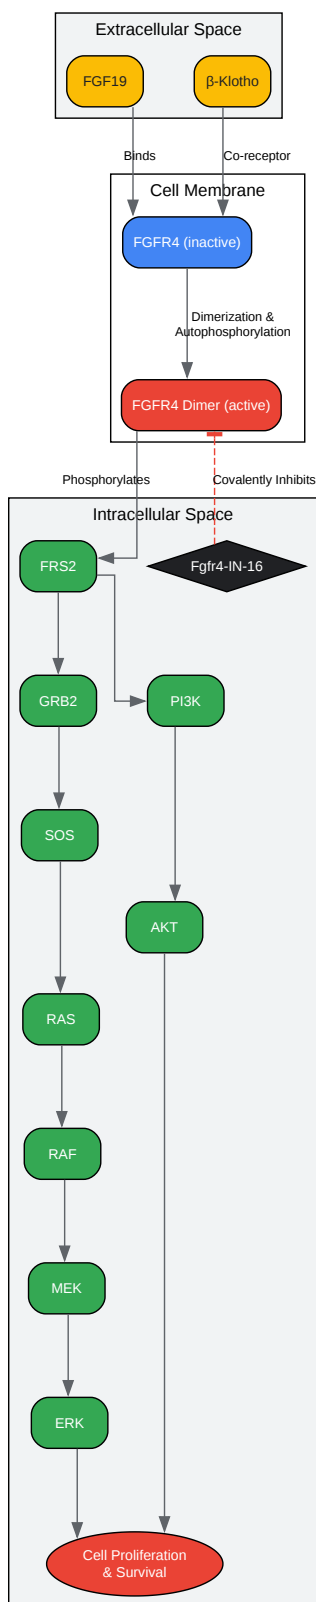 Extracellular Space
FGF19
β-Klotho
Binds
Co-receptor
Cell Membrane
FGFR4 (inactive)
Dimerization &
Autophosphorylation
FGFR4 Dimer (active)
Phosphorylates
Covalently Inhibits
Intracellular Space
FRS2
Fgfr4-IN-16
GRB2
PI3K
SOS
AKT
RAS
RAF
MEK
ERK
Cell Proliferation
& Survival